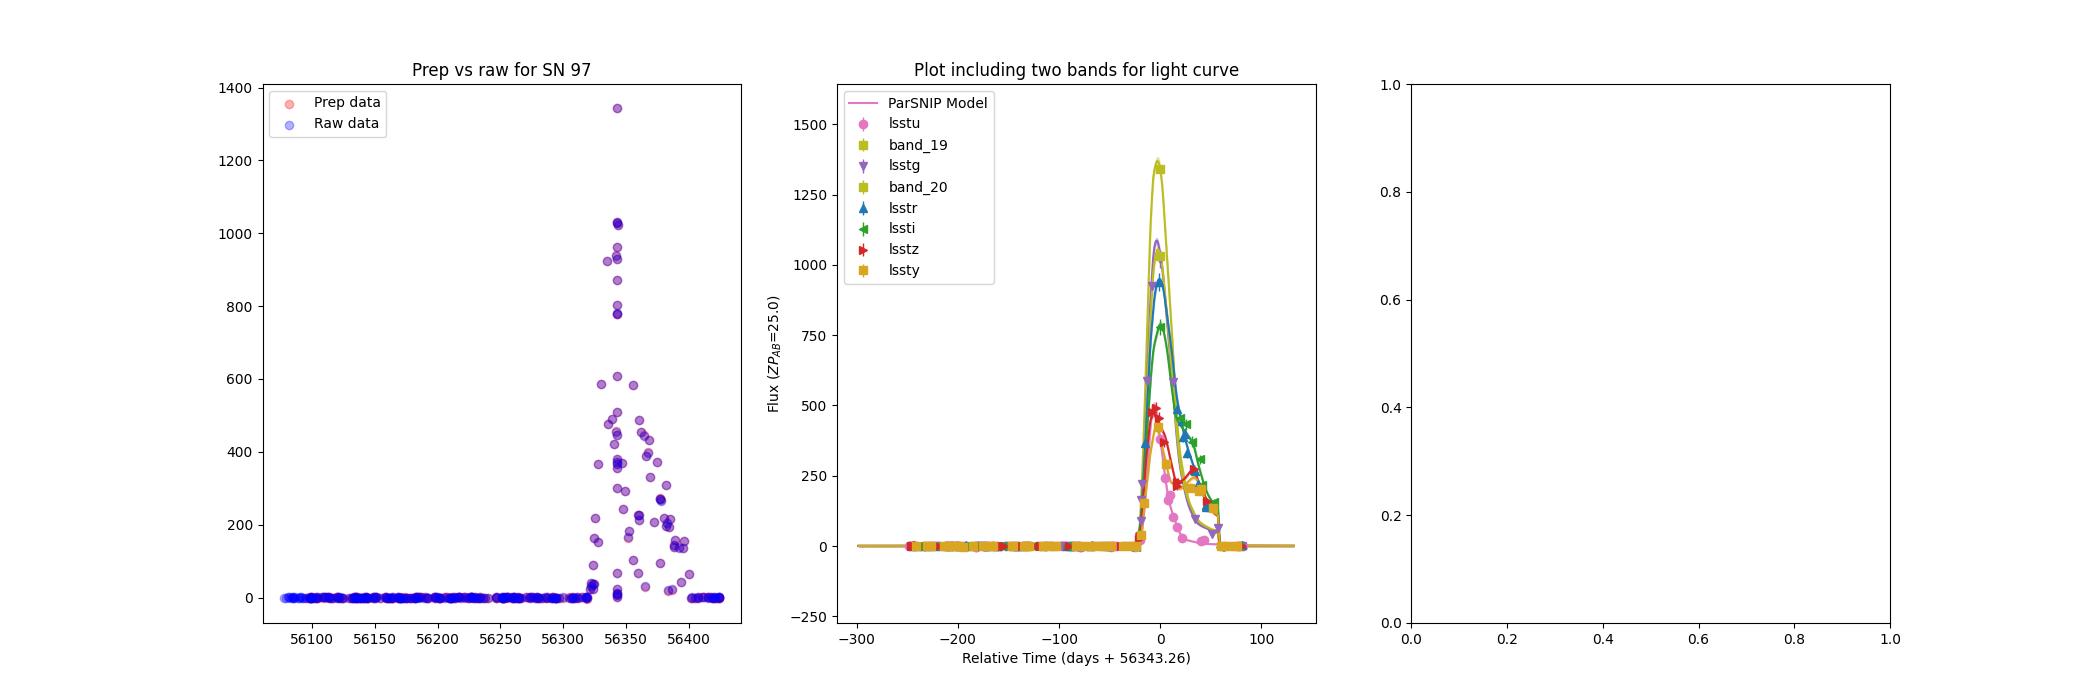 Prep vs raw for SN 97
1400
1200
1000
800
600
400
200
0
56100 56150 56200 56250 56300 56350 56400
Prep data
Raw data
Plot including two bands for light curve
Flux (ZP_AB=25.0)
1500
1250
1000
750
500
250
0
−250
−300 −200 −100 0 100
Relative Time (days + 56343.26)
ParSNIP Model
lsstu
band_19
lsstg
band_20
lsstr
lssti
lsstz
lssty
1.0
0.8
0.6
0.4
0.2
0.0
0.0 0.2 0.4 0.6 0.8 1.0